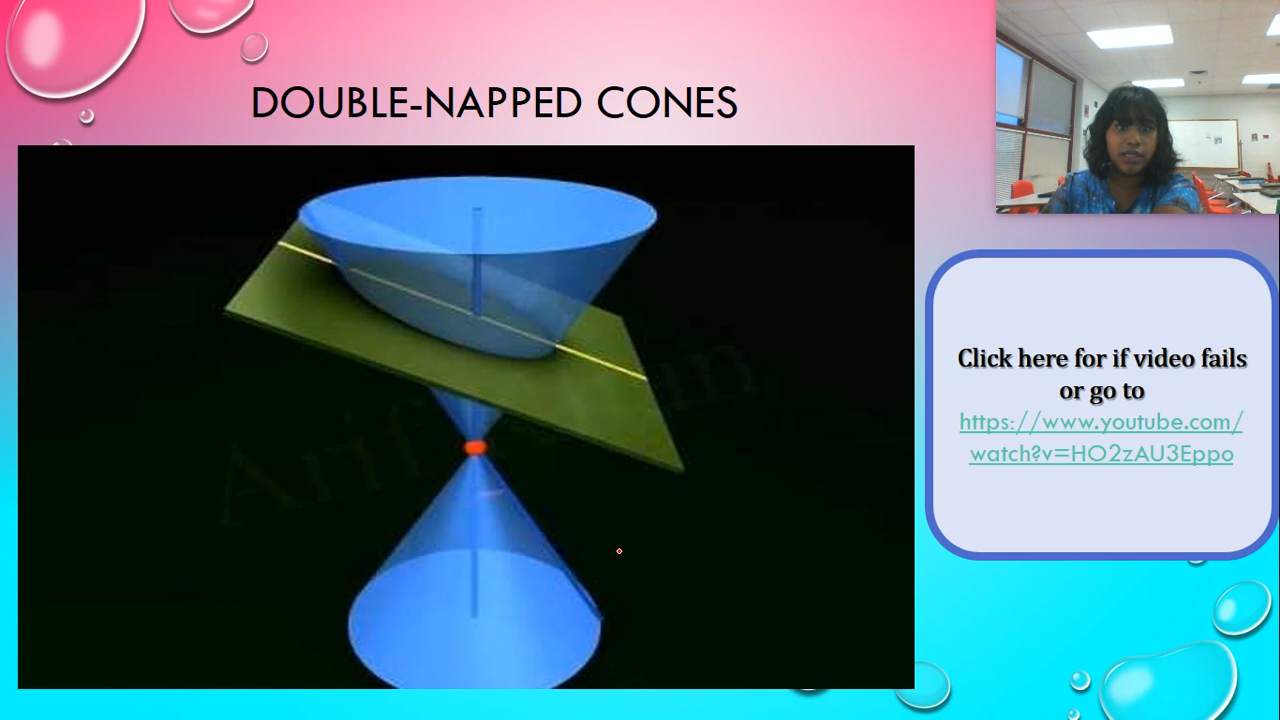 DOUBLE-NAPPED CONES
Click here for if video fails
or go to
https://www.youtube.com/
watch?v=HO2zAU3Eppo